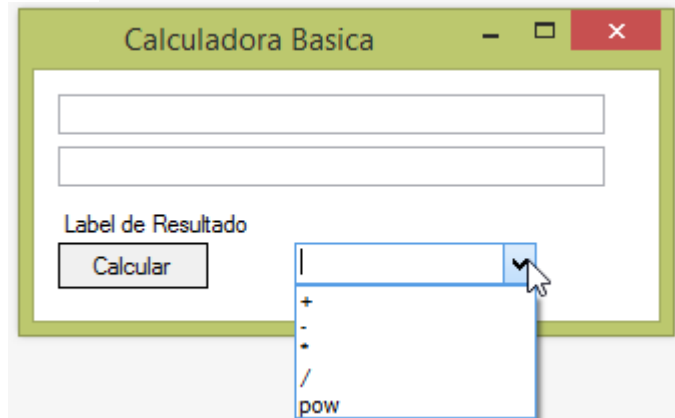 Calculadora Basica
Label de Resultado
Calcular
+
-
*
/
pow